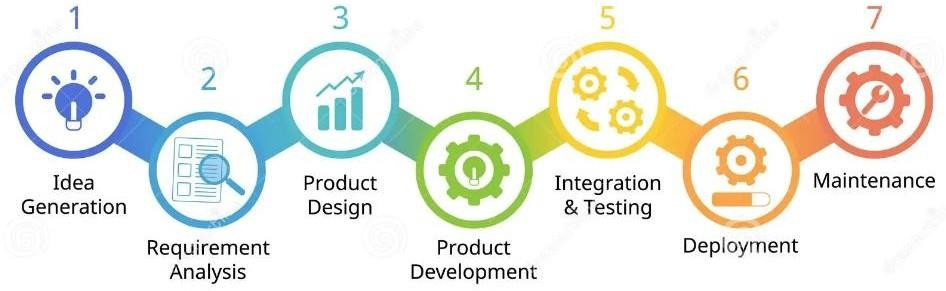 1
Idea
Generation
2
Requirement
Analysis
3
Product
Design
4
Product
Development
5
Integration
& Testing
6
Deployment
7
Maintenance